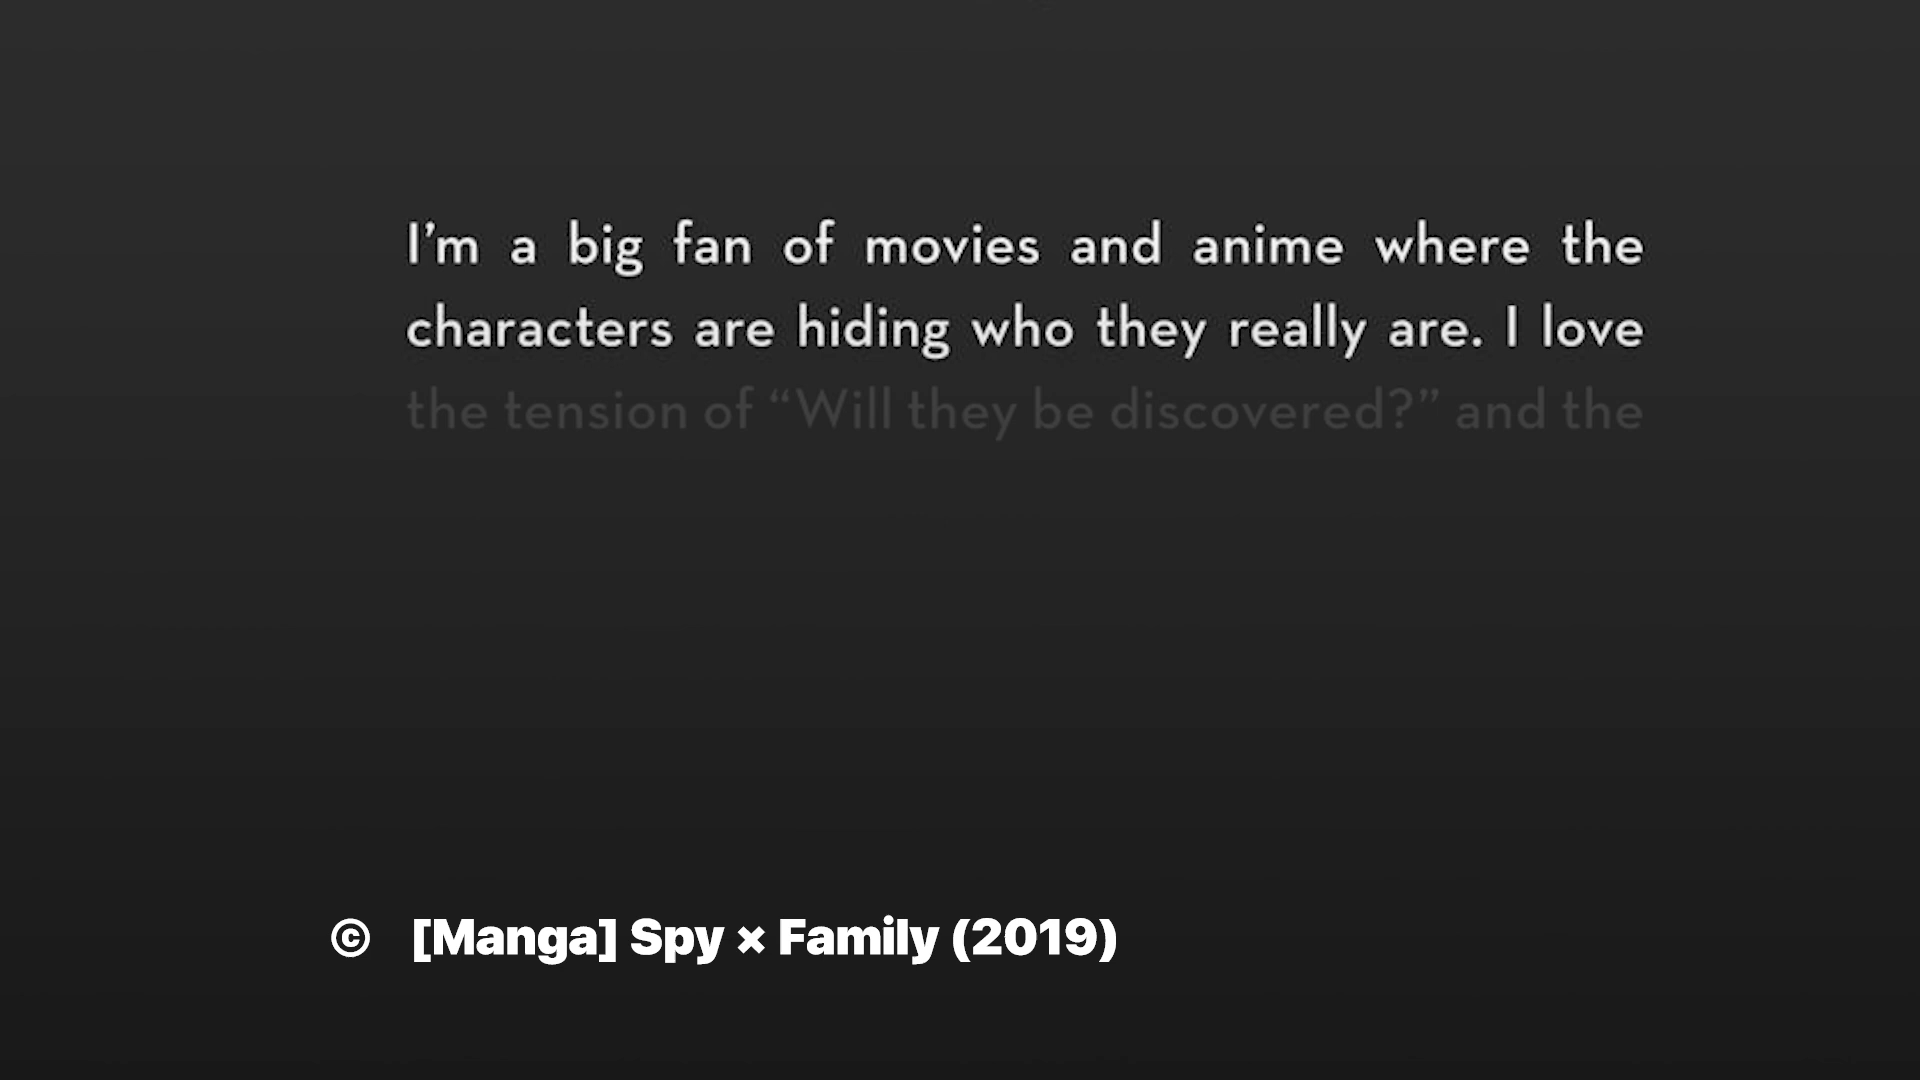 I’m a big fan of movies and anime where the
characters are hiding who they really are. I love
the tension of “Will they be discovered?” and the
© [Manga] Spy × Family (2019)